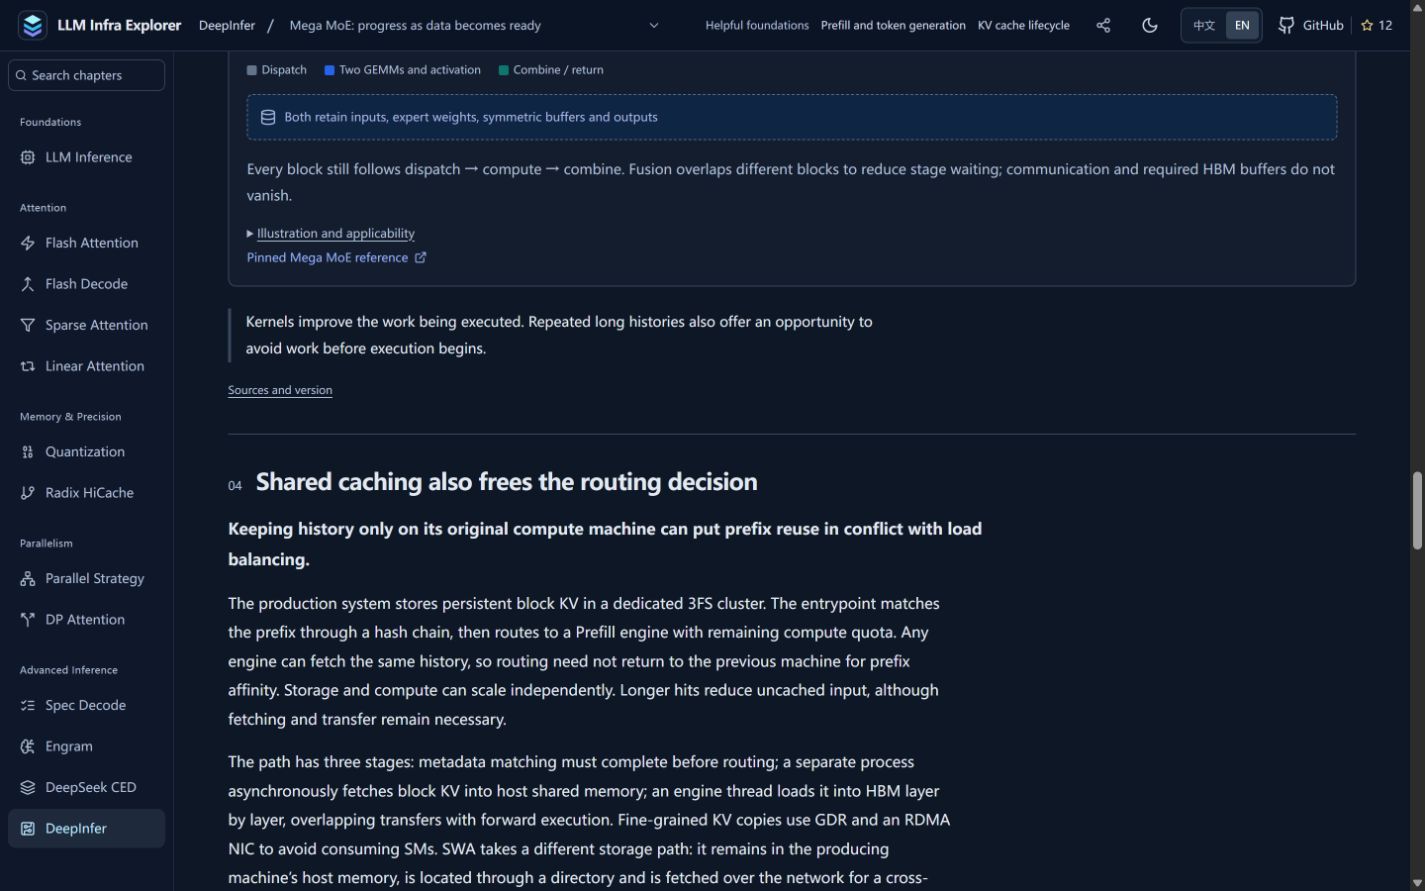 LLM Infra Explorer
DeepInfer / Mega MoE: progress as data becomes ready
Helpful foundations Prefill and token generation KV cache lifecycle
中文 EN GitHub 12
Search chapters
Foundations
LLM Inference
Attention
Flash Attention
Flash Decode
Sparse Attention
Linear Attention
Memory & Precision
Quantization
Radix HiCache
Parallelism
Parallel Strategy
DP Attention
Advanced Inference
Spec Decode
Engram
DeepSeek CED
DeepInfer
Dispatch Two GEMMs and activation Combine / return
Both retain inputs, expert weights, symmetric buffers and outputs
Every block still follows dispatch → compute → combine. Fusion overlaps different blocks to reduce stage waiting; communication and required HBM buffers do not
vanish.
Illustration and applicability
Pinned Mega MoE reference
Kernels improve the work being executed. Repeated long histories also offer an opportunity to
avoid work before execution begins.
Sources and version
04 Shared caching also frees the routing decision
Keeping history only on its original compute machine can put prefix reuse in conflict with load
balancing.
The production system stores persistent block KV in a dedicated 3FS cluster. The entrypoint matches
the prefix through a hash chain, then routes to a Prefill engine with remaining compute quota. Any
engine can fetch the same history, so routing need not return to the previous machine for prefix
affinity. Storage and compute can scale independently. Longer hits reduce uncached input, although
fetching and transfer remain necessary.
The path has three stages: metadata matching must complete before routing; a separate process
asynchronously fetches block KV into host shared memory; an engine thread loads it into HBM layer
by layer, overlapping transfers with forward execution. Fine-grained KV copies use GDR and an RDMA
NIC to avoid consuming SMs. SWA takes a different storage path: it remains in the producing
machine's host memory, is located through a directory and is fetched over the network for a cross-